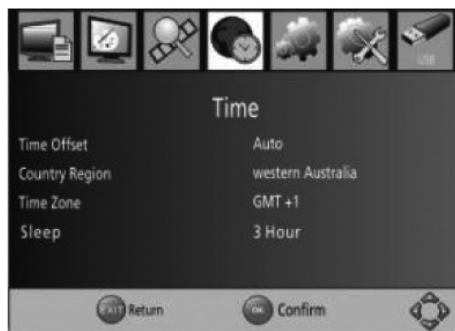 USB
Time
Time Offset Auto
Country Region western Australia
Time Zone GMT +1
Sleep 3 Hour
EXIT Return OK Confirm